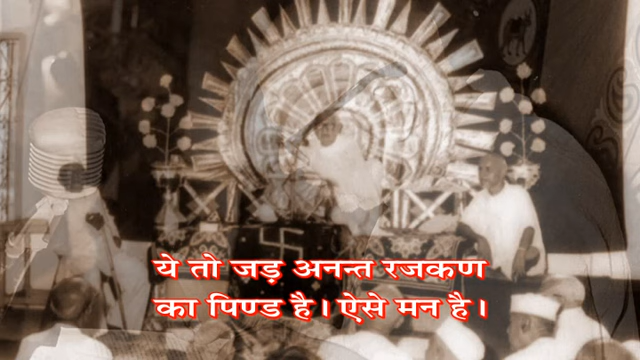 ये तो जड़ अनन्त रजकण
का पिण्ड है। ऐसे मन है।